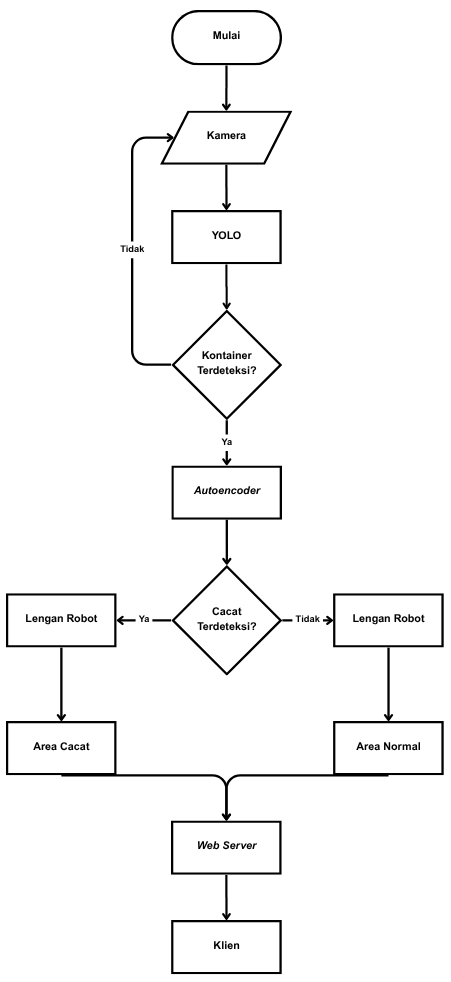 Mulai
Kamera
Tidak
YOLO
Kontainer
Terdeteksi?
Ya
Autoencoder
Cacat
Terdeteksi?
Lengan Robot
Ya
Tidak
Lengan Robot
Area Cacat
Area Normal
Web Server
Klien